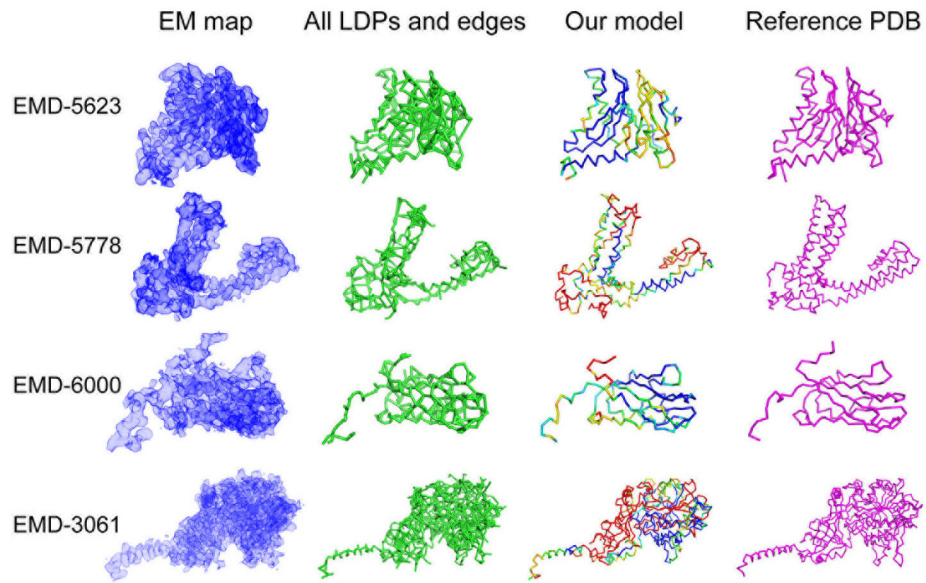 EM map All LDPs and edges Our model Reference PDB
EMD-5623
EMD-5778
EMD-6000
EMD-3061